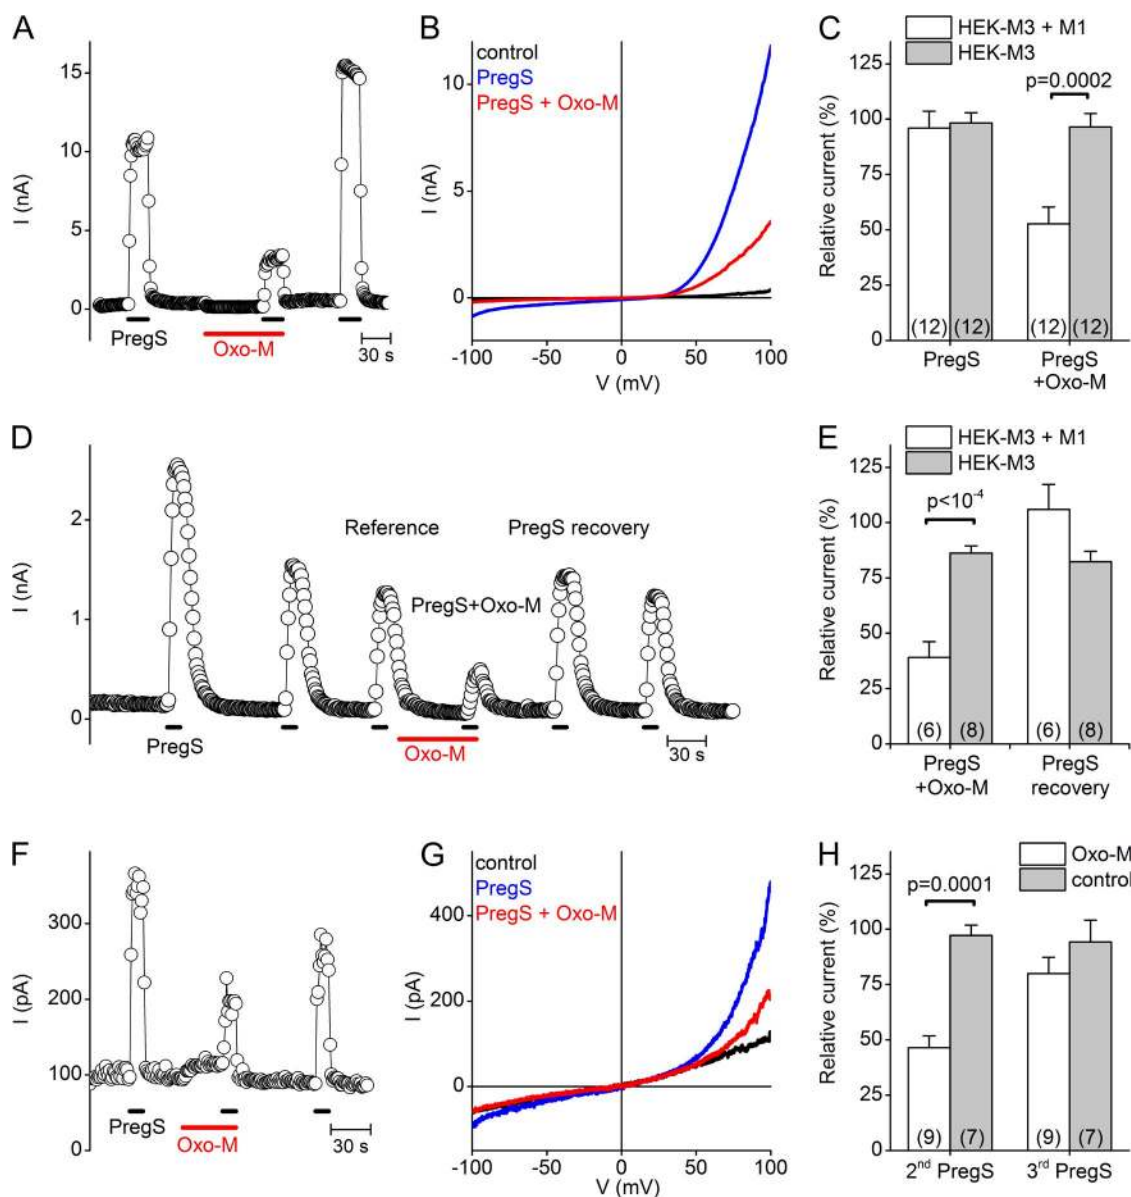 A
I (nA)
15
10
5
0
PregS
Oxo-M
30 s
B
control
PregS
PregS + Oxo-M
I (nA)
10
5
0
-100
-50
0
50
100
V (mV)
C
HEK-M3 + M1
HEK-M3
p=0.0002
Relative current (%)
125
100
75
50
25
0
(12)
(12)
(12)
(12)
PregS
PregS
+Oxo-M
D
I (nA)
2
1
0
Reference
PregS recovery
PregS+Oxo-M
PregS
Oxo-M
30 s
E
HEK-M3 + M1
HEK-M3
p<10-4
Relative current (%)
125
100
75
50
25
0
(6)
(8)
(6)
(8)
PregS
+Oxo-M
PregS
recovery
F
I (pA)
300
200
100
0
PregS
Oxo-M
30 s
G
control
PregS
PregS + Oxo-M
I (pA)
400
200
0
-100
-50
0
50
100
V (mV)
H
Oxo-M
control
p=0.0001
Relative current (%)
125
100
75
50
25
0
(9)
(7)
(9)
(7)
2nd PregS
3rd PregS